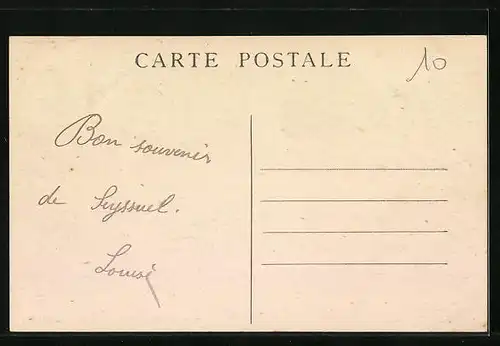 CARTE POSTALE
10
Bon souvenir
de Seyssuel.
Louise